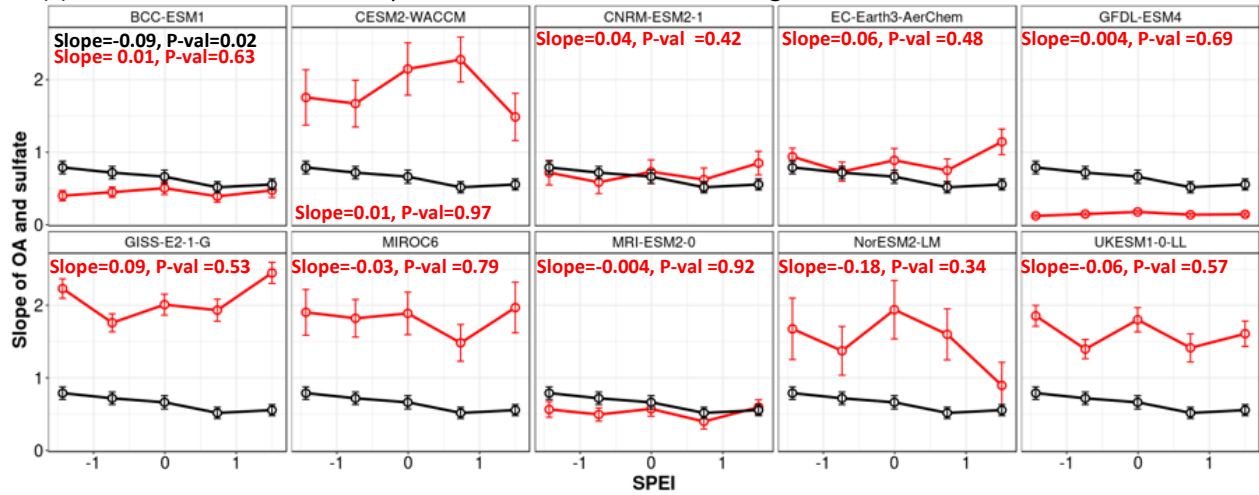 BCC-ESM1 CESM2-WACCM CNRM-ESM2-1 EC-Earth3-AerChem GFDL-ESM4
Slope=-0.09, P-val=0.02
Slope= 0.01, P-val=0.63
Slope=0.04, P-val =0.42
Slope=0.06, P-val =0.48
Slope=0.004, P-val =0.69
Slope=0.01, P-val=0.97
2
1
0
GISS-E2-1-G MIROC6 MRI-ESM2-0 NorESM2-LM UKESM1-0-LL
Slope=0.09, P-val =0.53
Slope=-0.03, P-val =0.79
Slope=-0.004, P-val =0.92
Slope=-0.18, P-val =0.34
Slope=-0.06, P-val =0.57
2
1
0
-1 0 1 -1 0 1 -1 0 1 -1 0 1 -1 0 1
Slope of OA and sulfate
SPEI